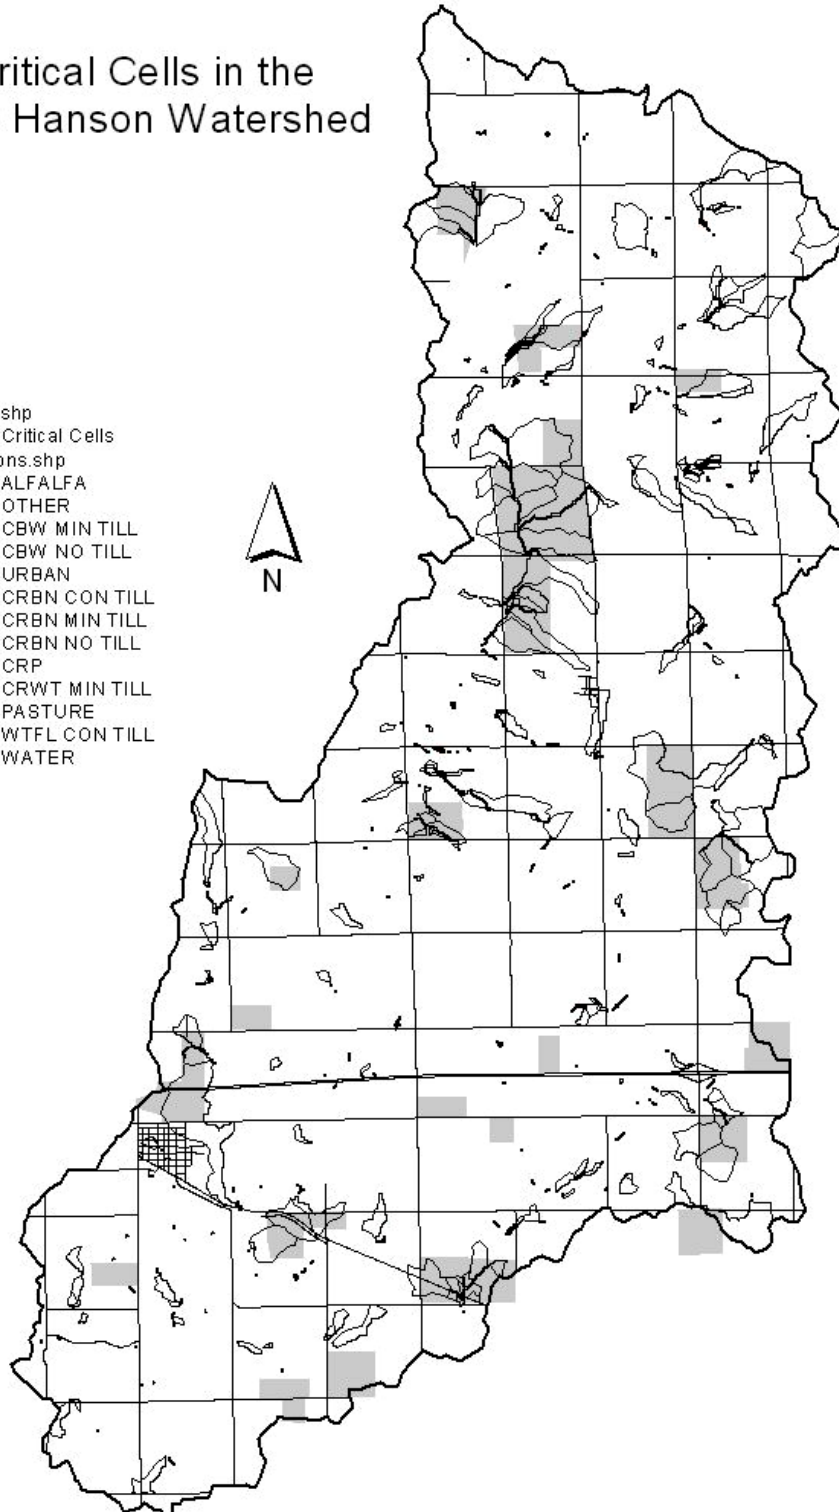 ritical Cells in the
Hanson Watershed
shp
Critical Cells
ons.shp
ALFALFA
OTHER
CBW MIN TILL
CBW NO TILL
URBAN
CRBN CON TILL
CRBN MIN TILL
CRBN NO TILL
CRP
CRWT MIN TILL
PASTURE
WTFL CON TILL
WATER
N